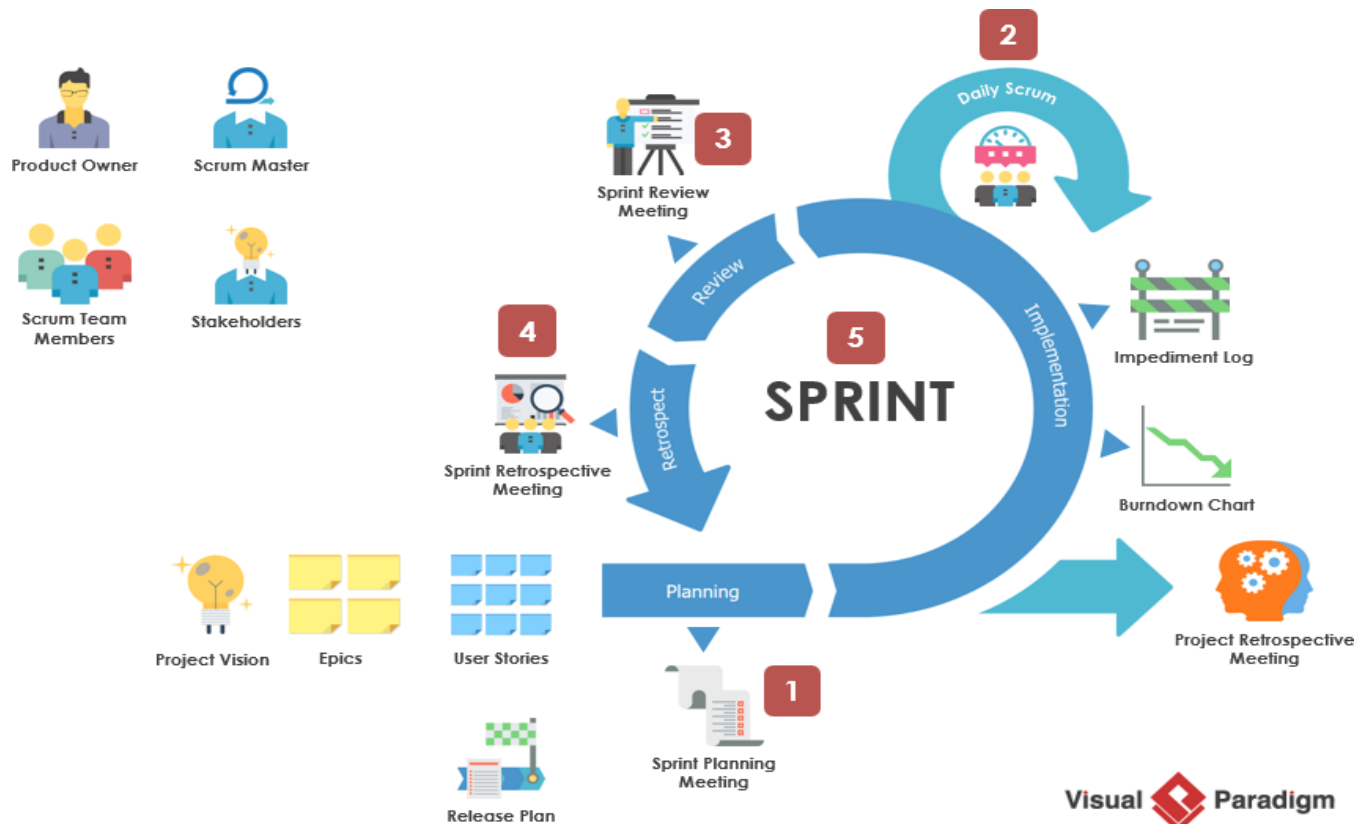 2
Daily Scrum
3
Product Owner
Scrum Master
Sprint Review
Meeting
Review
Scrum Team
Members
Stakeholders
4
5
SPRINT
Implementation
Impediment Log
Retrospect
Sprint Retrospective
Meeting
Burndown Chart
Planning
Project Vision
Epics
User Stories
Project Retrospective
Meeting
1
Sprint Planning
Meeting
Release Plan
Visual Paradigm